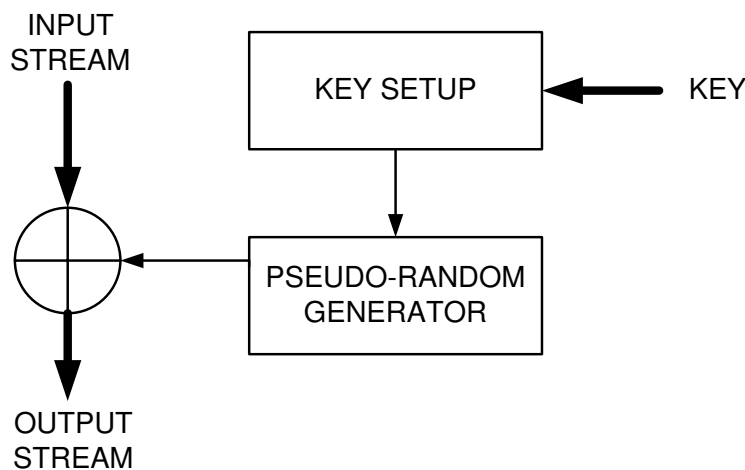 INPUT
STREAM
KEY SETUP
KEY
PSEUDO-RANDOM
GENERATOR
OUTPUT
STREAM